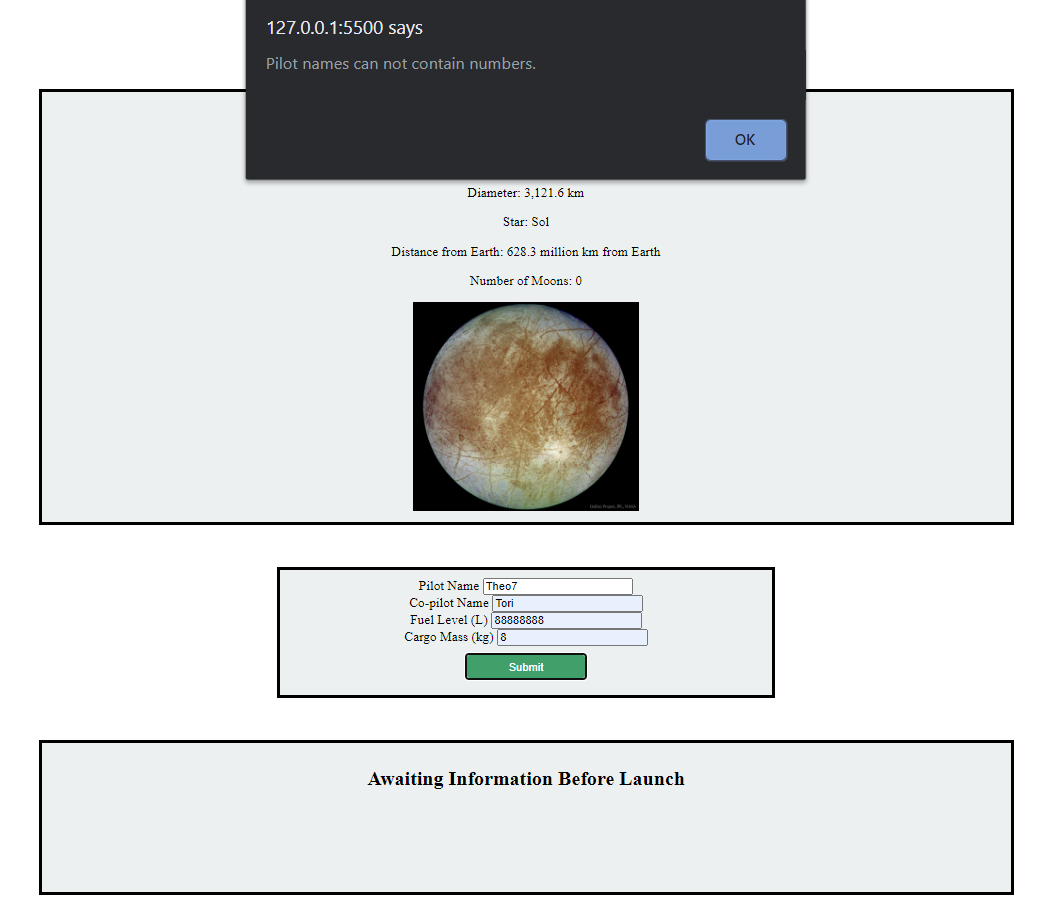 127.0.0.1:5500 says
Pilot names can not contain numbers.
OK
Diameter: 3,121.6 km
Star: Sol
Distance from Earth: 628.3 million km from Earth
Number of Moons: 0
Pilot Name Theo7
Co-pilot Name Tori
Fuel Level (L) 88888888
Cargo Mass (kg) 8
Submit
Awaiting Information Before Launch